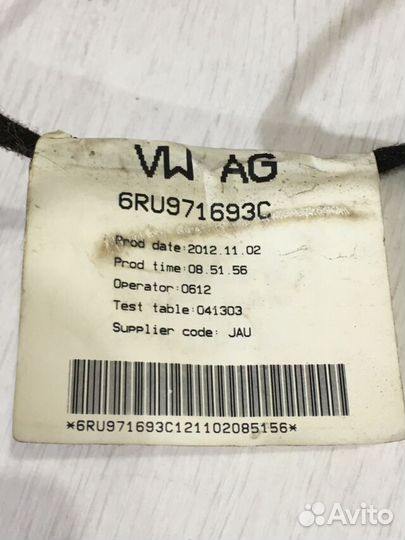 VW AG
6RU971693C
Prod date:2012.11.02
Prod time:08.51.56
Operator:0612
Test table:041303
Supplier code: JAU
*6RU971693C121102085156*
Avito